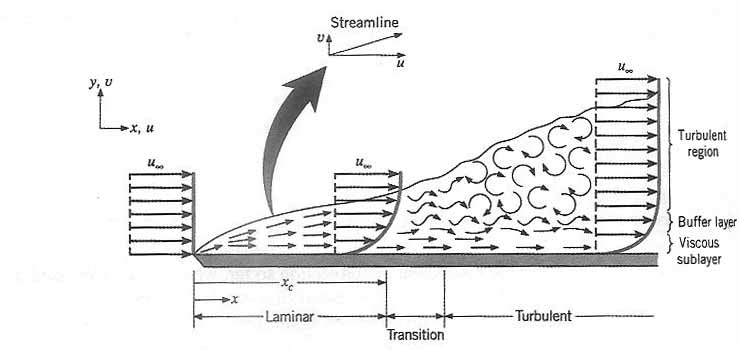 Streamline
v
u
y, v
x, u
u∞
u∞
u∞
Turbulent
region
Buffer layer
Viscous
sublayer
xc
x
Laminar
Transition
Turbulent